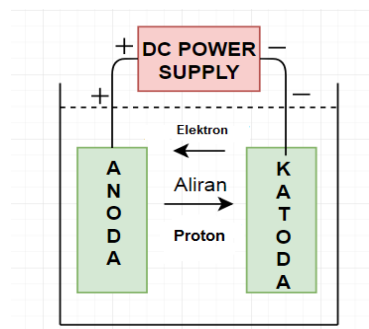 + DC POWER −
SUPPLY
+ −
Elektron
Aliran
Proton
A
N
O
D
A
K
A
T
O
D
A